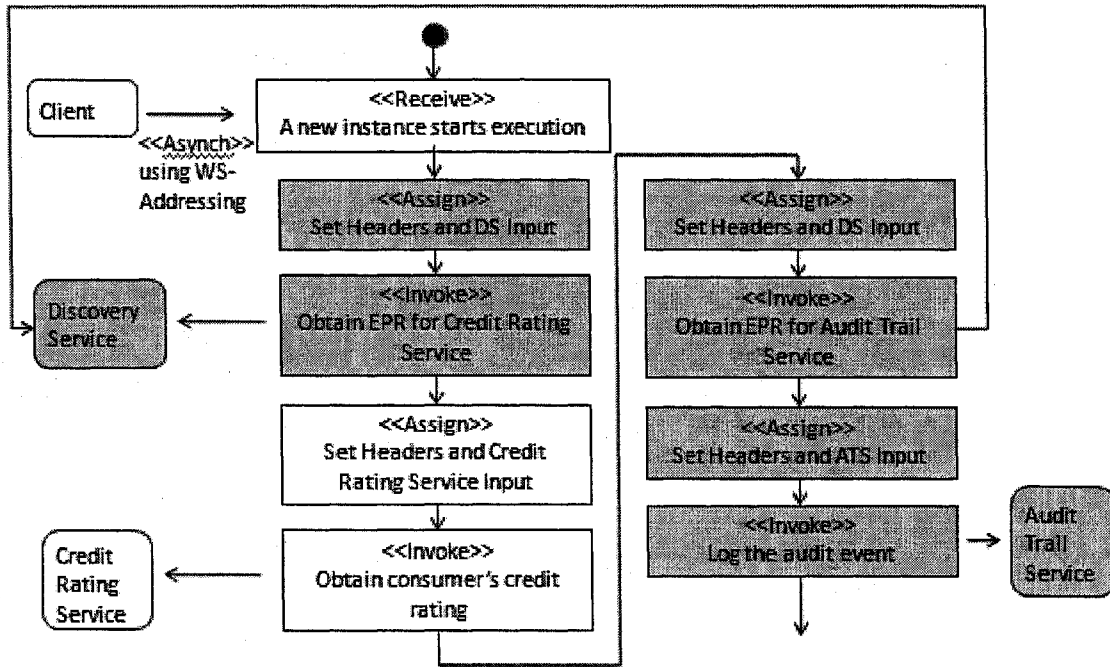 Client
<<Asynch>>
using WS-
Addressing
<<Receive>>
A new instance starts execution
<<Assign>>
Set Headers and DS Input
<<Invoke>>
Obtain EPR for Credit Rating
Service
Discovery
Service
<<Assign>>
Set Headers and Credit
Rating Service Input
<<Invoke>>
Obtain consumer's credit
rating
Credit
Rating
Service
<<Assign>>
Set Headers and DS Input
<<Invoke>>
Obtain EPR for Audit Trail
Service
<<Assign>>
Set Headers and ATS Input
<<Invoke>>
Log the audit event
Audit
Trail
Service